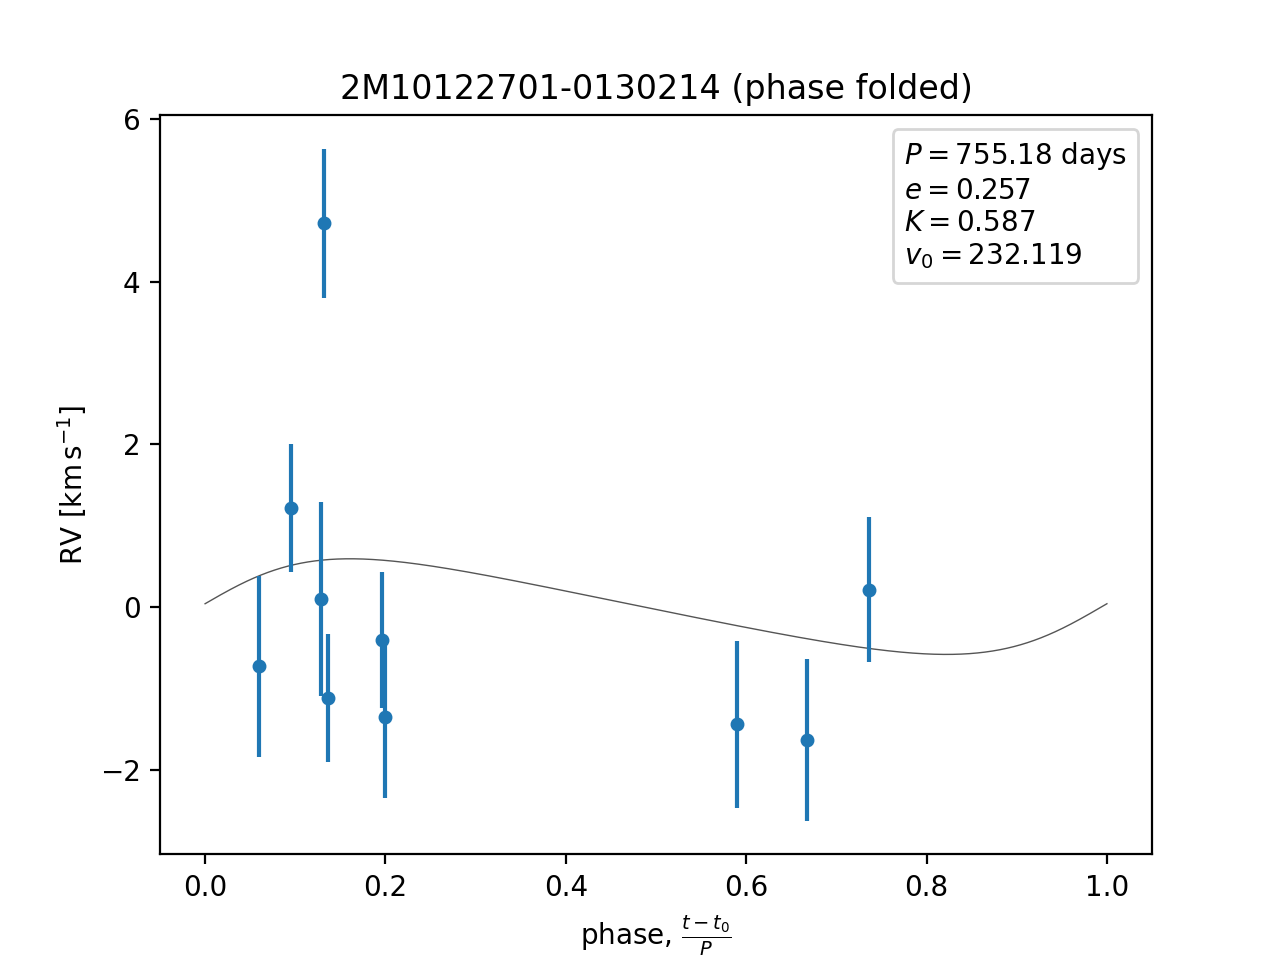 2M10122701-0130214 (phase folded)
P = 755.18 days
e = 0.257
K = 0.587
v₀ = 232.119
6
4
2
0
−2
RV [km s⁻¹]
0.0 0.2 0.4 0.6 0.8 1.0
phase, (t − t₀)/P